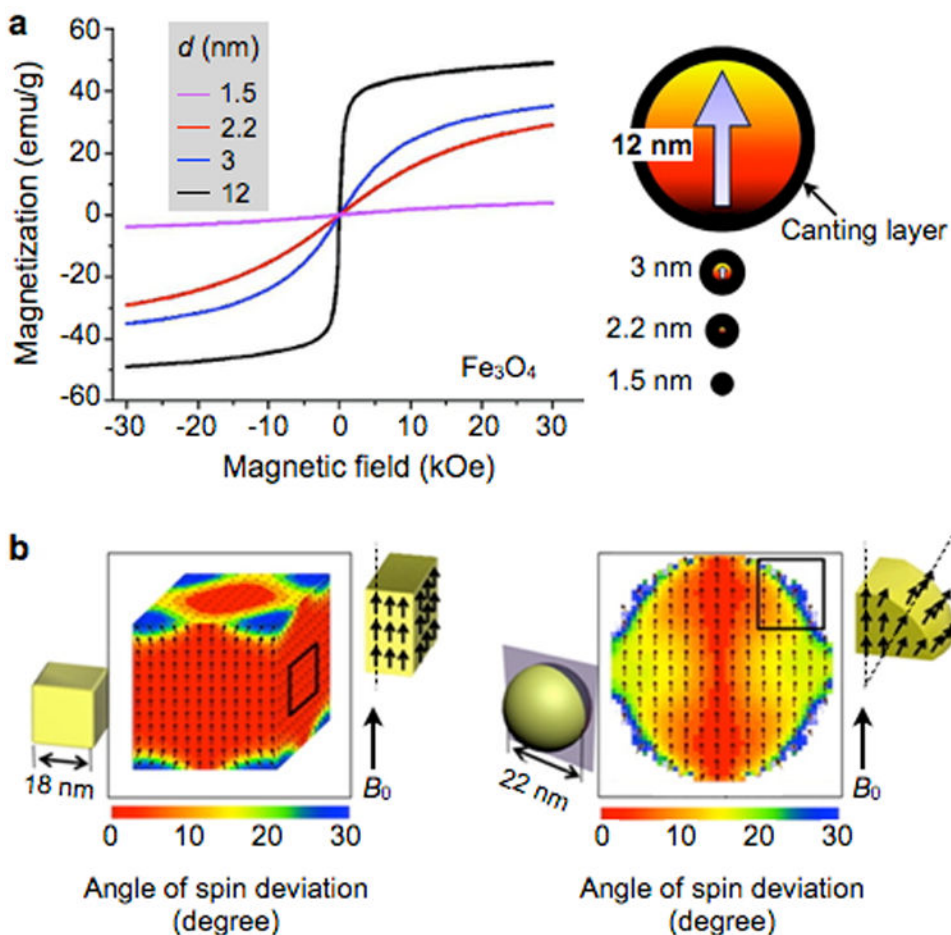 a
Magnetization (emu/g)
60
40
20
0
-20
-40
-60
d (nm)
1.5
2.2
3
12
Fe₃O₄
-30 -20 -10 0 10 20 30
Magnetic field (kOe)
12 nm
Canting layer
3 nm
2.2 nm
1.5 nm
b
18 nm
B₀
0 10 20 30
Angle of spin deviation
(degree)
22 nm
B₀
0 10 20 30
Angle of spin deviation
(degree)